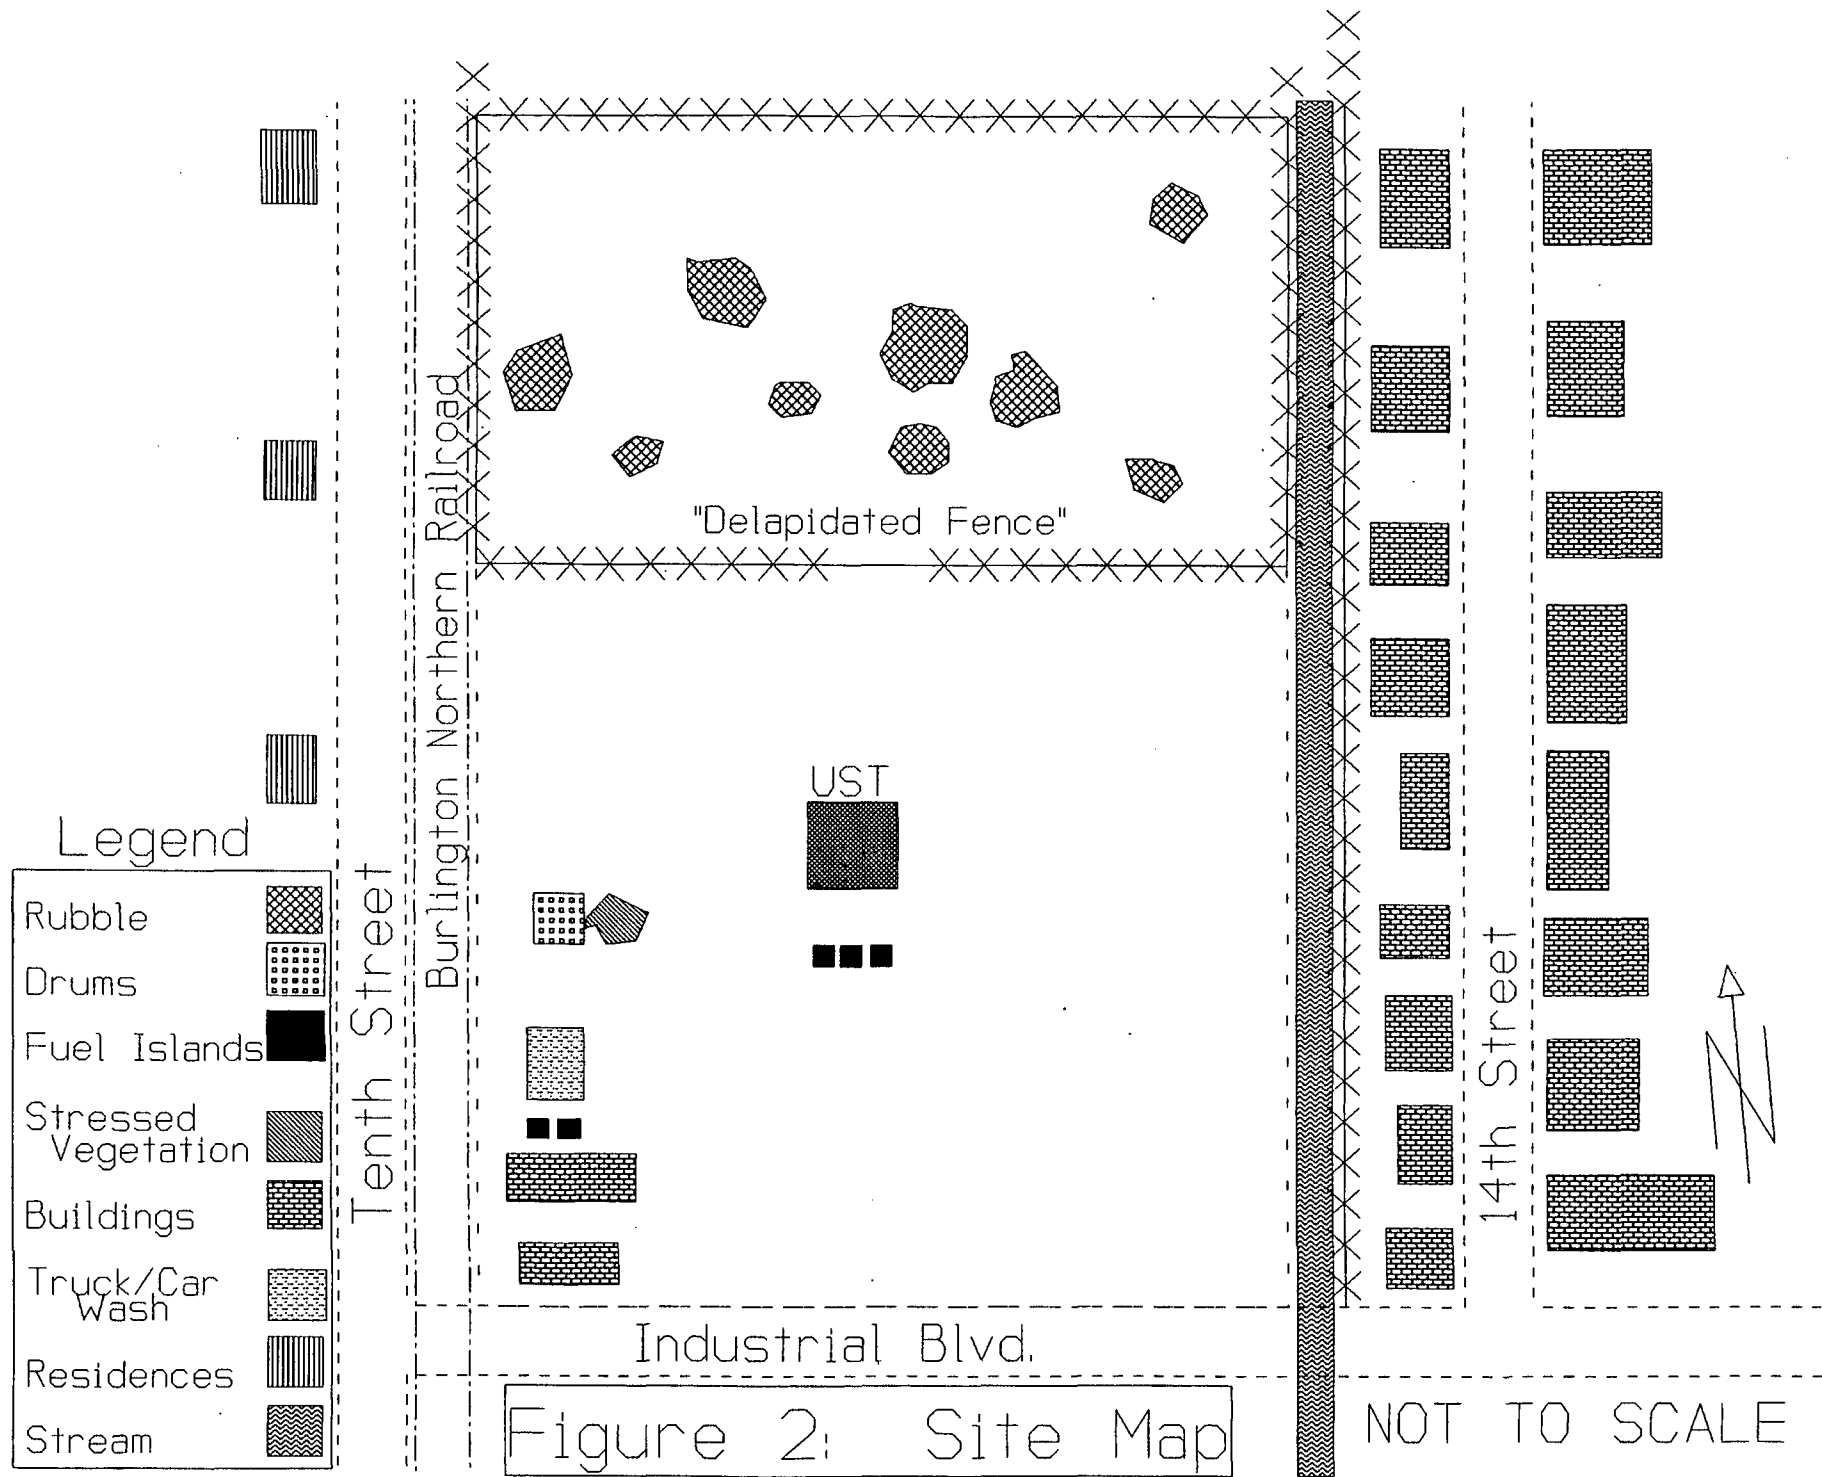 "Delapidated Fence"
Burlington Northern Railroad
UST
Tenth Street
14th Street
N
Legend
Rubble
Drums
Fuel Islands
Stressed
Vegetation
Buildings
Truck/Car
Wash
Residences
Stream
Industrial Blvd.
Figure 2: Site Map
NOT TO SCALE